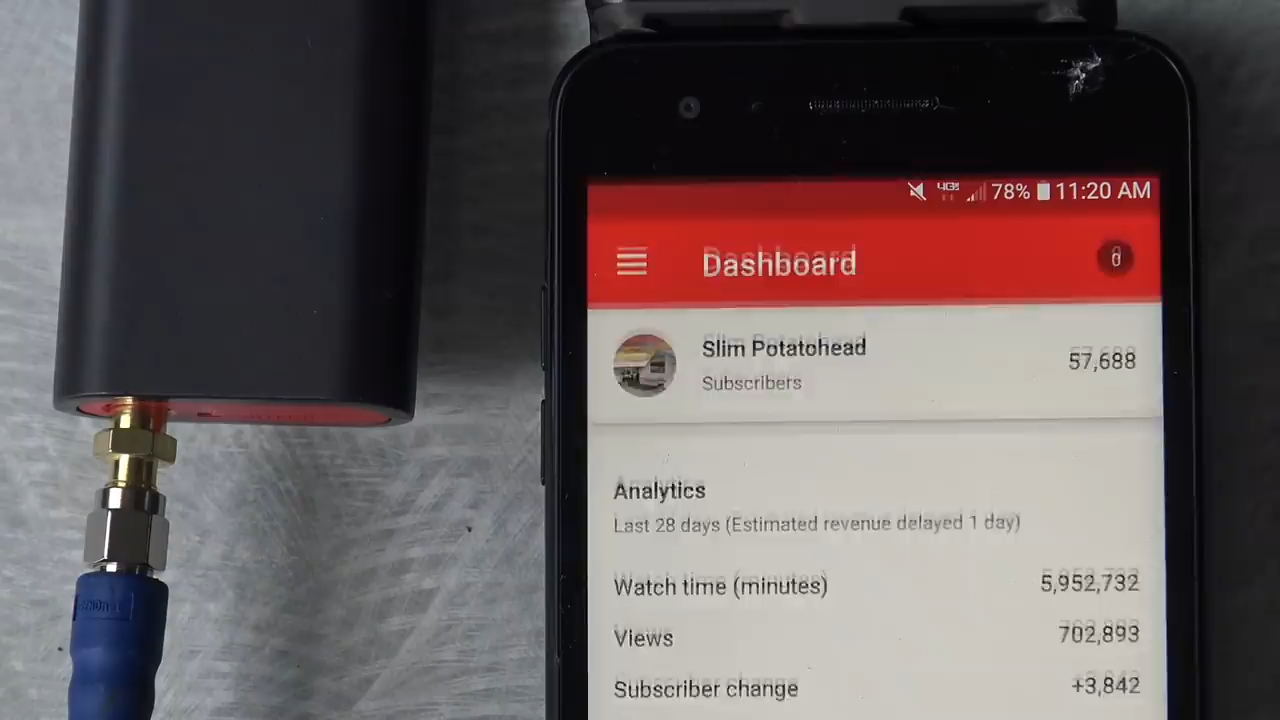 78% 11:20 AM
Dashboard
Slim Potatohead 57,688
Subscribers
Analytics
Last 28 days (Estimated revenue delayed 1 day)
Watch time (minutes) 5,952,732
Views 702,893
Subscriber change +3,842